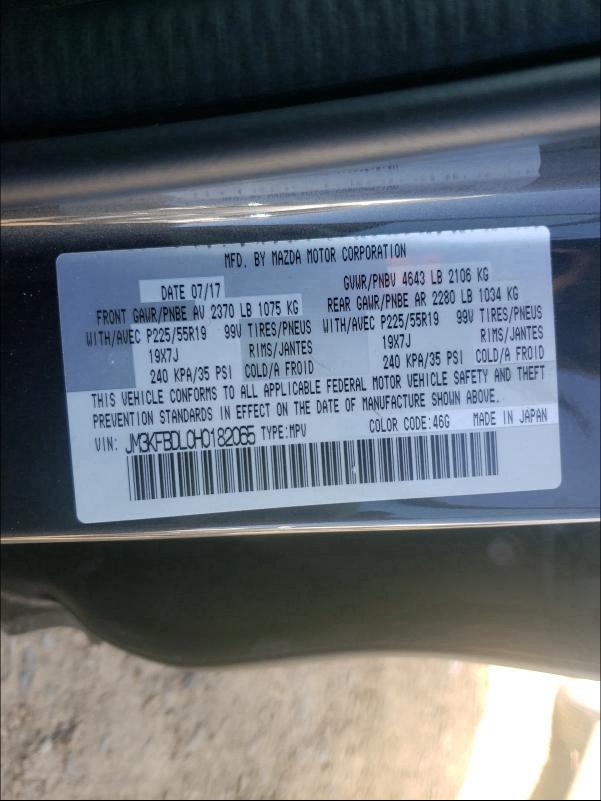 MFD. BY MAZDA MOTOR CORPORATION
DATE 07/17 GVWR/PNBV 4643 LB 2106 KG
FRONT GAWR/PNBE AV 2370 LB 1075 KG REAR GAWR/PNBE AR 2280 LB 1034 KG
WITH/AVEC P225/55R19 99V TIRES/PNEUS WITH/AVEC P225/55R19 99V TIRES/PNEUS
19X7J RIMS/JANTES 19X7J RIMS/JANTES
240 KPA/35 PSI COLD/A FROID 240 KPA/35 PSI COLD/A FROID
THIS VEHICLE CONFORMS TO ALL APPLICABLE FEDERAL MOTOR VEHICLE SAFETY AND THEFT
PREVENTION STANDARDS IN EFFECT ON THE DATE OF MANUFACTURE SHOWN ABOVE.
VIN: JM3KFBDL0H0182065 TYPE:MPV COLOR CODE:46G MADE IN JAPAN